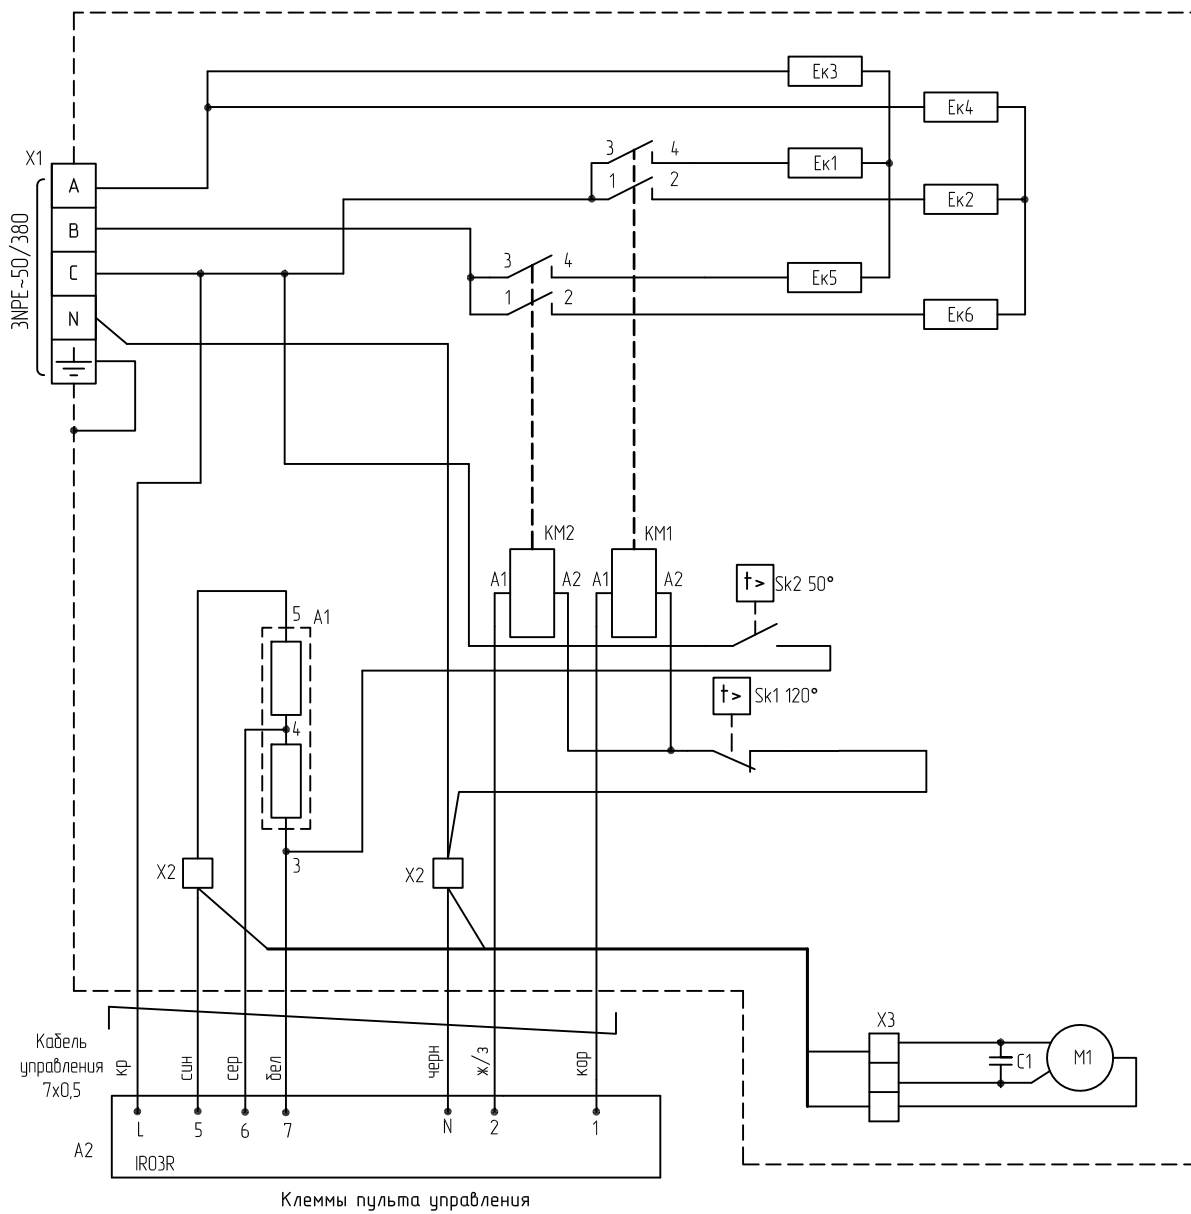 Ек3
Ек4
X1
3
4
Ек1
A
1
2
Ек2
3NPE~50/380
B
3
4
C
Ек5
1
2
N
Ек6
KM2
KM1
A1
A2
A1
A2
t>
Sk2 50°
5
A1
t>
Sk1 120°
4
3
X2
X2
X3
Кабель
управления
7x0,5
кр
син
сер
бел
черн
ж/з
кор
C1
M1
L
5
6
7
N
2
1
A2
IR03R
Клеммы пульта управления